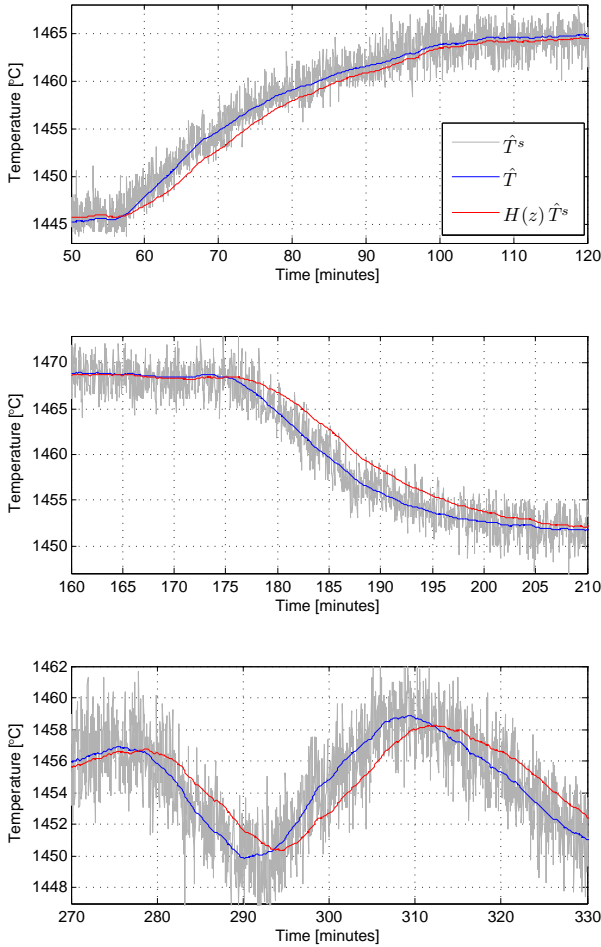 1465
1460
1455
1450
1445
Temperature [°C]
50 60 70 80 90 100 110 120
Time [minutes]
T̂ˢ
T̂
H(z) T̂ˢ
1470
1465
1460
1455
1450
Temperature [°C]
160 165 170 175 180 185 190 195 200 205 210
Time [minutes]
1462
1460
1458
1456
1454
1452
1450
1448
Temperature [°C]
270 280 290 300 310 320 330
Time [minutes]